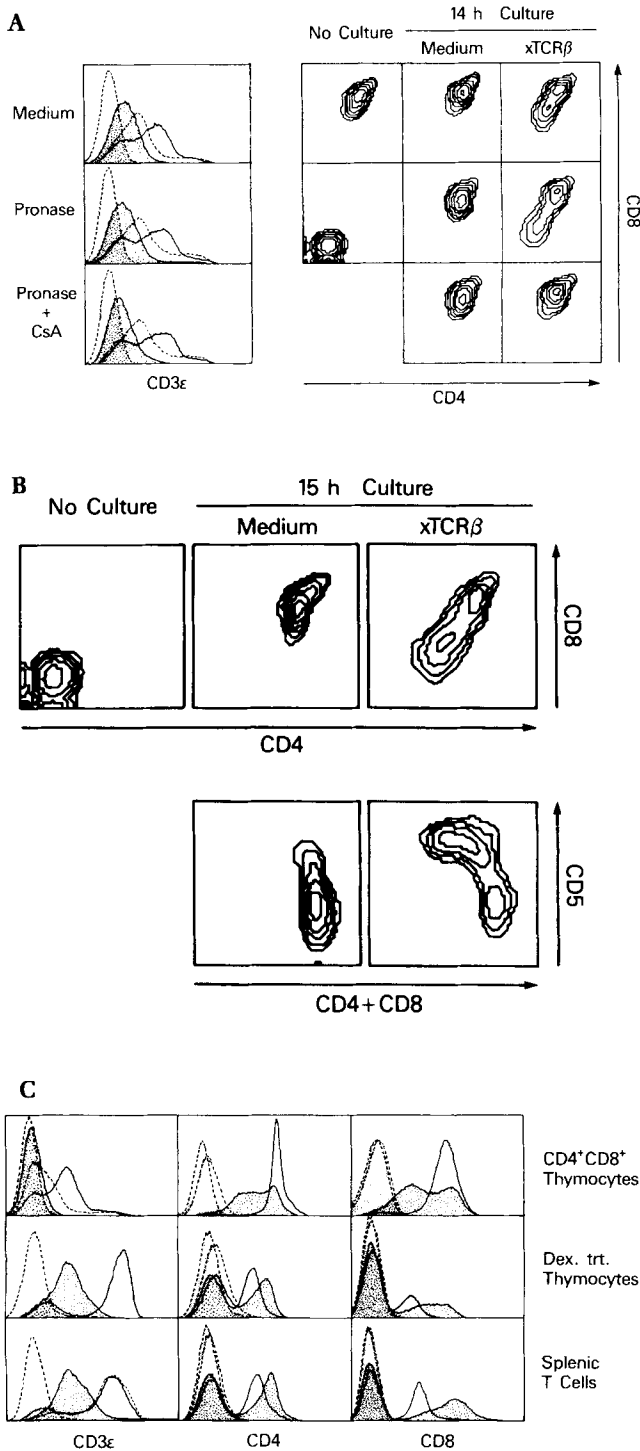 A
14 h Culture
No Culture
Medium
xTCRβ
Medium
Pronase
Pronase
+
CsA
CD8
CD3ε
CD4
B
15 h Culture
No Culture
Medium
xTCRβ
CD8
CD4
CD5
CD4+CD8
C
CD4+CD8+
Thymocytes
Dex. trt.
Thymocytes
Splenic
T Cells
CD3ε
CD4
CD8